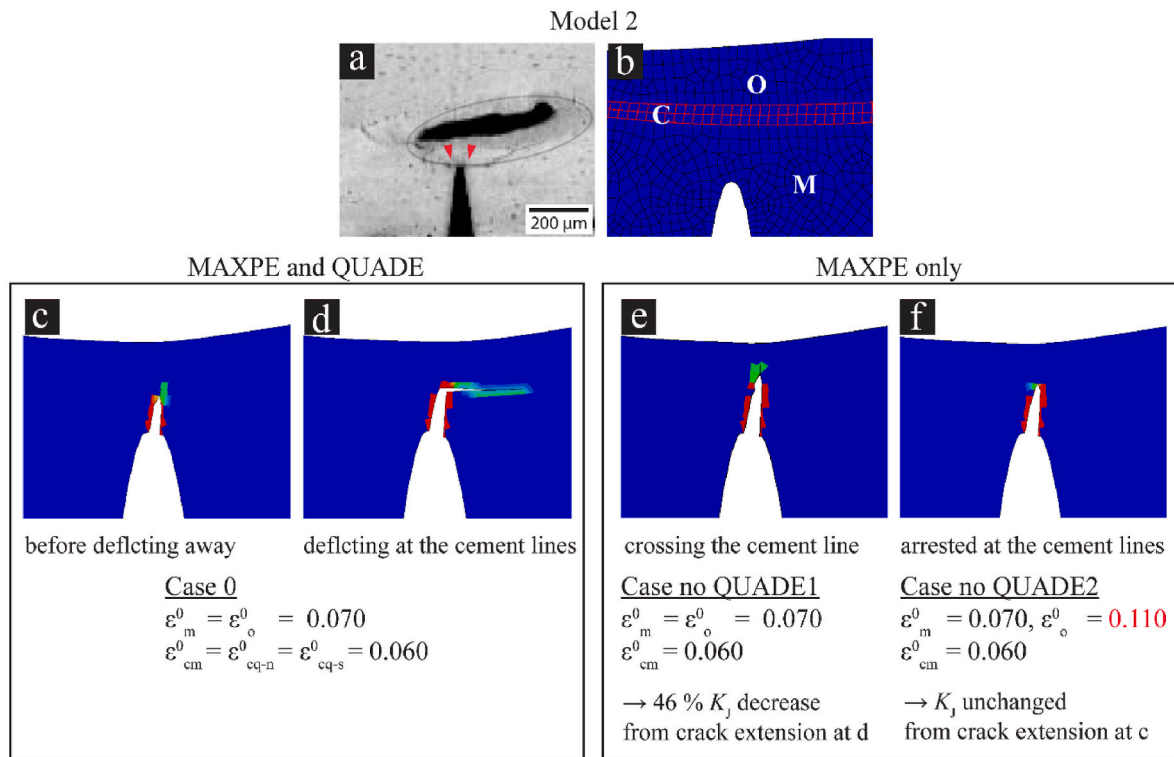 Model 2
a
b
O
C
M
200 μm
MAXPE and QUADE
MAXPE only
c
d
e
f
before deflcting away
deflcting at the cement lines
crossing the cement line
arrested at the cement lines
Case 0
ε⁰ₘ = ε⁰ₒ = 0.070
ε⁰cm = ε⁰cq-n = ε⁰cq-s = 0.060
Case no QUADE1
ε⁰ₘ = ε⁰ₒ = 0.070
ε⁰cm = 0.060
→ 46 % K_J decrease
from crack extension at d
Case no QUADE2
ε⁰ₘ = 0.070, ε⁰ₒ = 0.110
ε⁰cm = 0.060
→ K_J unchanged
from crack extension at c